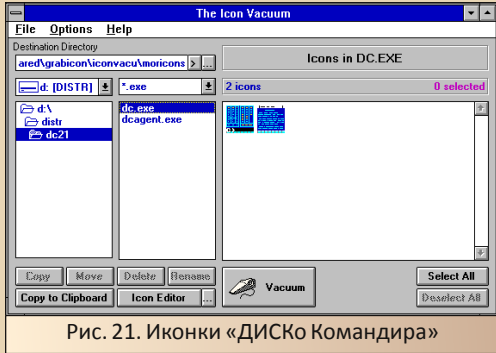 The Icon Vacuum
File Options Help
Destination Directory
ared\grabicon\iconvacu\moricons > ...
Icons in DC.EXE
d: [DISTR] *.exe 2 icons 0 selected
d:\ dc.exe
distr dcagent.exe
dc21
Copy Move Delete Rename
Vacuum
Select All
Copy to Clipboard Icon Editor ... Deselect All
Рис. 21. Иконки «ДИСКо Командира»